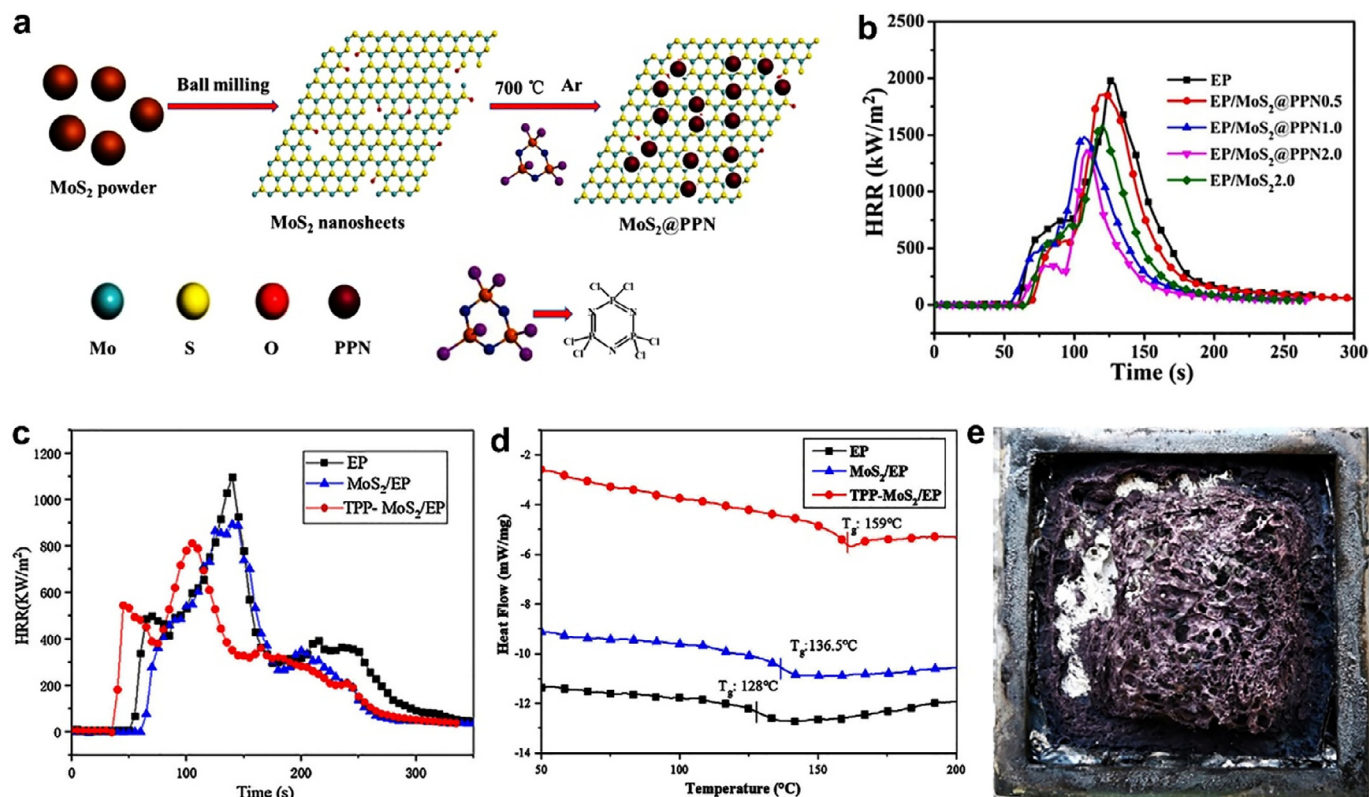 a
Ball milling
700 ℃ Ar
MoS2 powder
MoS2 nanosheets
MoS2@PPN
Mo
S
O
PPN
Cl
Cl
P
N
N
Cl
P
P
Cl
Cl
N
Cl
b
HRR (kW/m2)
2500
2000
1500
1000
500
0
EP
EP/MoS2@PPN0.5
EP/MoS2@PPN1.0
EP/MoS2@PPN2.0
EP/MoS22.0
0 50 100 150 200 250 300
Time (s)
c
HRR(KW/m2)
1200
1000
800
600
400
200
0
EP
MoS2/EP
TPP- MoS2/EP
0 100 200 300
Time (s)
d
Heat Flow (mW/mg)
-2
-4
-6
-8
-10
-12
-14
EP
MoS2/EP
TPP-MoS2/EP
Tg: 159℃
Tg:136.5℃
Tg: 128℃
50 100 150 200
Temperature (°C)
e